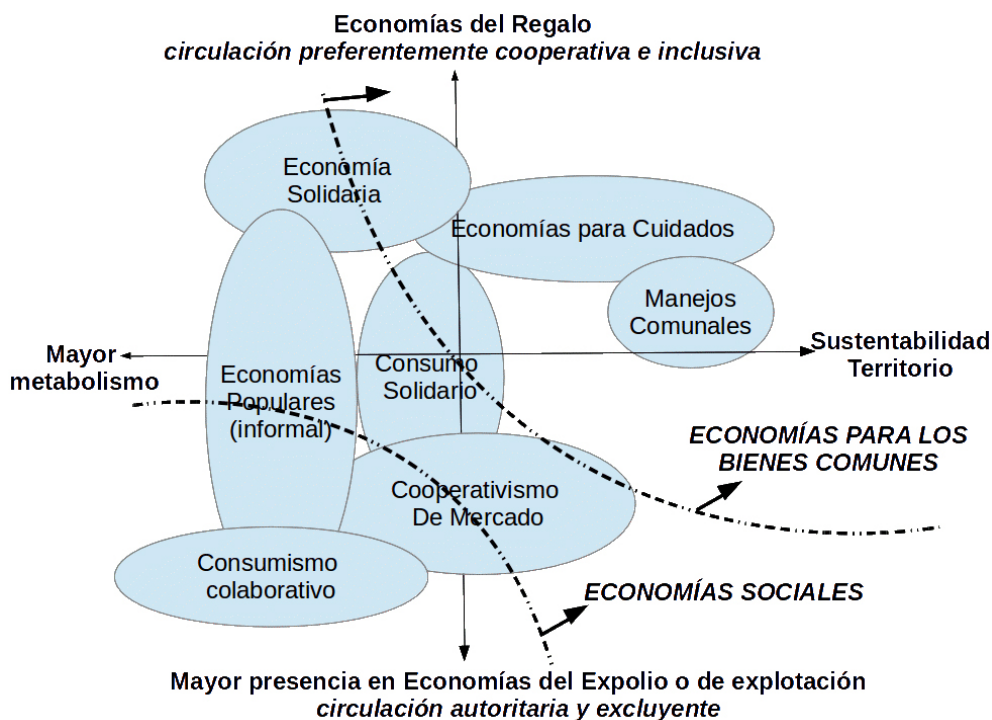 Economías del Regalo
circulación preferentemente cooperativa e inclusiva
Economía
Solidaria
Economías para Cuidados
Manejos
Comunales
Mayor
metabolismo
Sustentabilidad
Territorio
Economías
Populares
(informal)
Consumo
Solidario
ECONOMÍAS PARA LOS
BIENES COMUNES
Cooperativismo
De Mercado
Consumismo
colaborativo
ECONOMÍAS SOCIALES
Mayor presencia en Economías del Expolio o de explotación
circulación autoritaria y excluyente